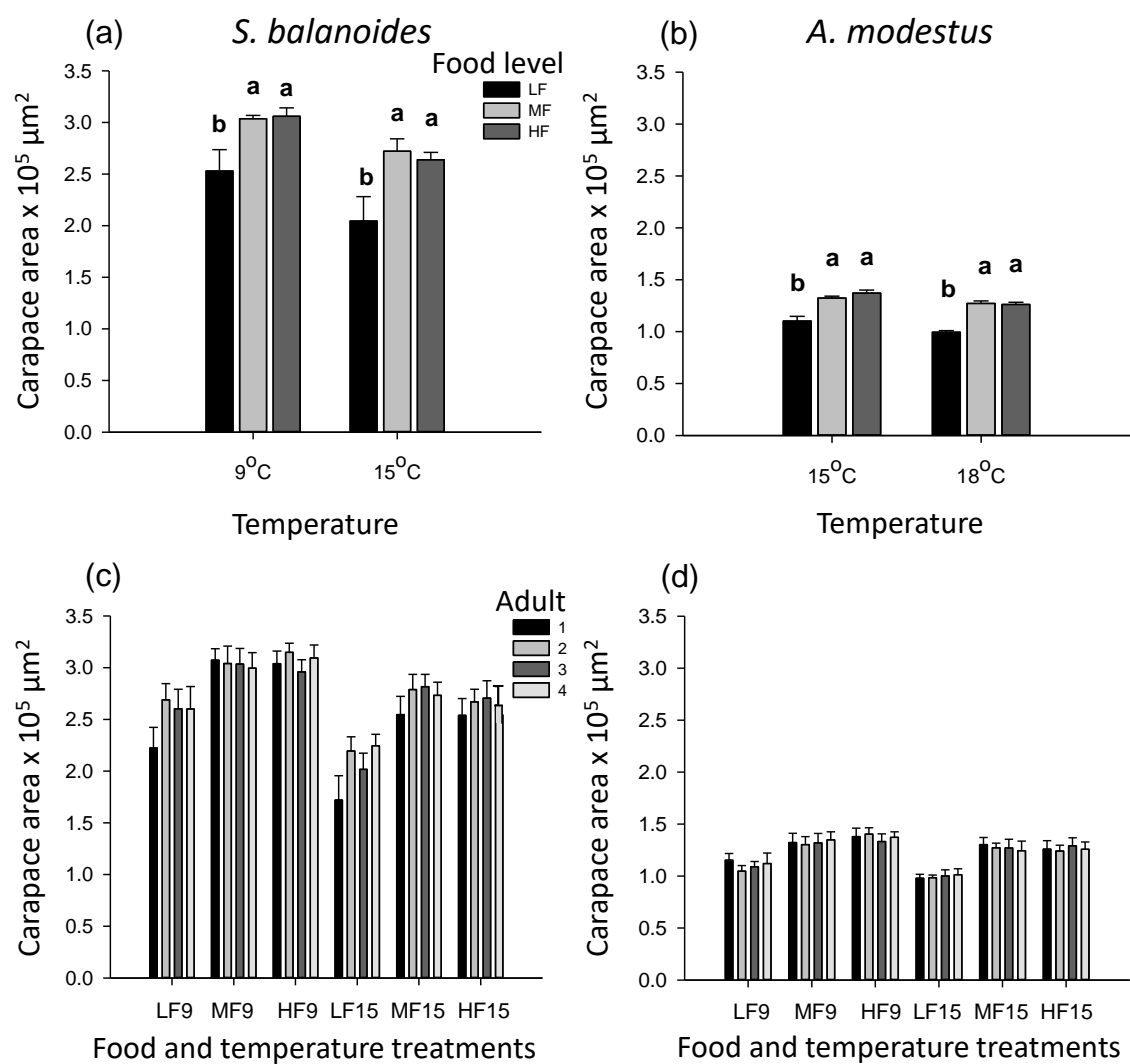 (a) S. balanoides
Food level
LF
MF
HF
3.5
3.0
2.5
2.0
1.5
1.0
0.5
0.0
Carapace area x 10⁵ µm²
b a a
b a a
9°C 15°C
Temperature
(b) A. modestus
3.5
3.0
2.5
2.0
1.5
1.0
0.5
0.0
Carapace area x 10⁵ µm²
b a a
b a a
15°C 18°C
Temperature
(c)
Adult
1
2
3
4
3.5
3.0
2.5
2.0
1.5
1.0
0.5
0.0
Carapace area x 10⁵ µm²
LF9 MF9 HF9 LF15 MF15 HF15
Food and temperature treatments
(d)
3.5
3.0
2.5
2.0
1.5
1.0
0.5
0.0
Carapace area x 10⁵ µm²
LF9 MF9 HF9 LF15 MF15 HF15
Food and temperature treatments